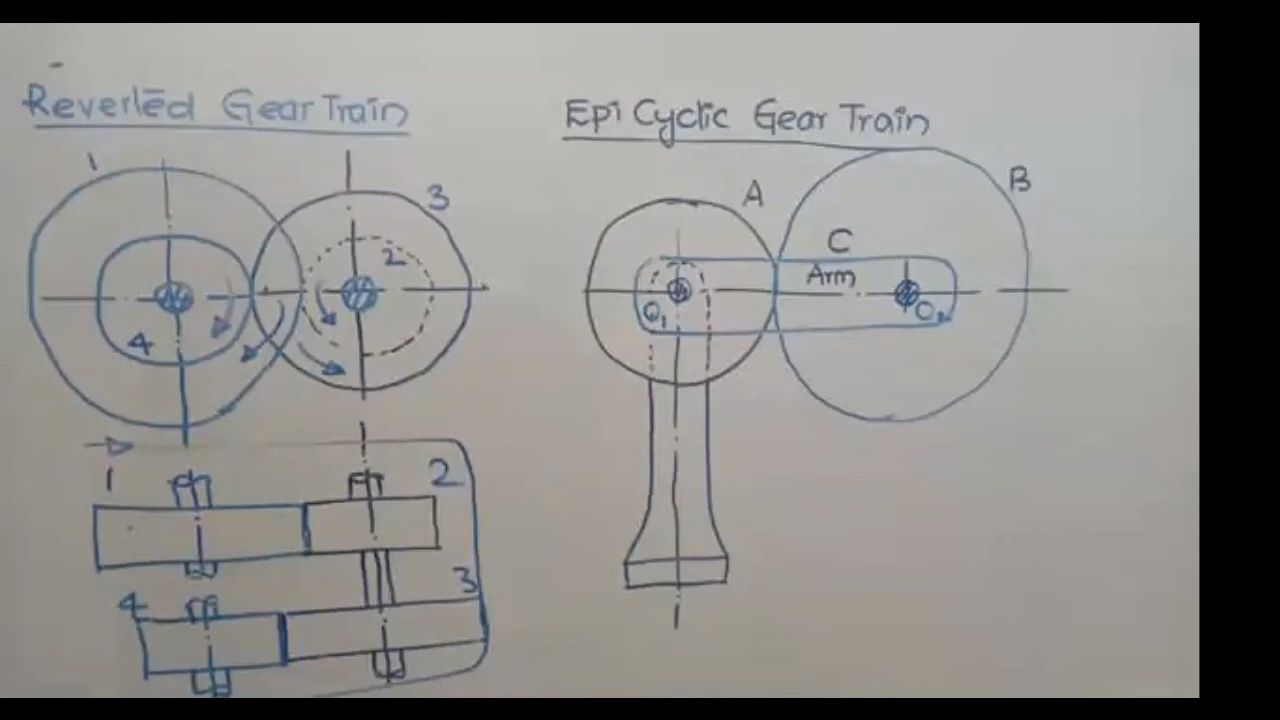 Reverted Gear Train
1
3
2
4
1
2
3
4
Epi Cyclic Gear Train
A
B
C
Arm
O1
O2